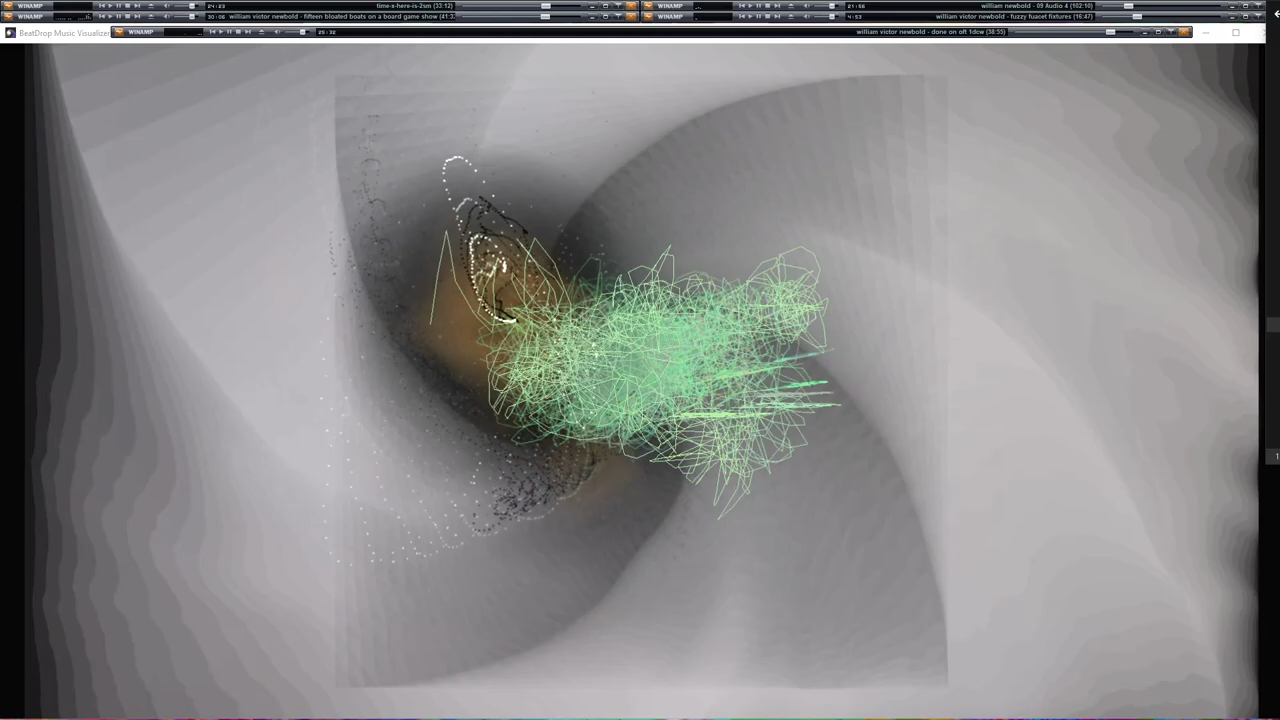 WINAMP 24:23 time-a-here-is-2sm (33:12)
WINAMP 21:56 william newbold - 09 Audio 4 (102:10)
WINAMP 30:06 william victor newbold - fifteen bloated boats on a board game show (41:3
WINAMP 4:53 william victor newbold - fuzzy fuacet fixtures (16:47)
BeatDrop Music Visualizer WINAMP 25:32 william victor newbold - done on oft 1dcw (38:55)
1